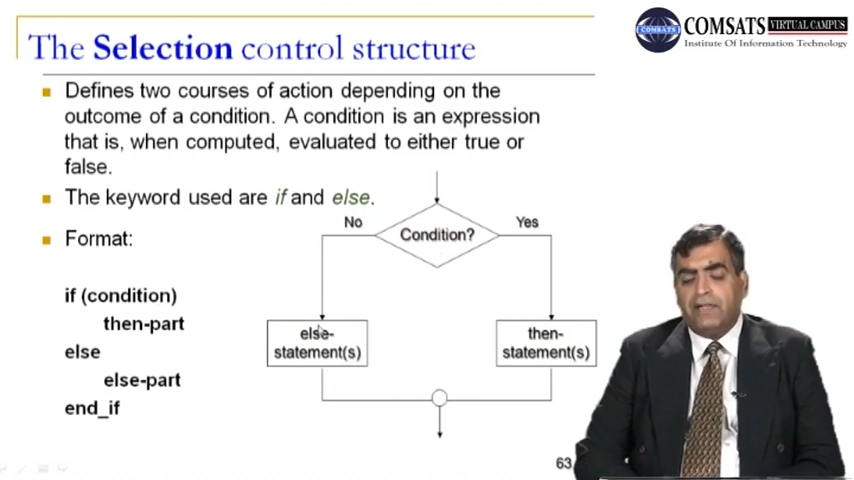 The Selection control structure
COMSATS VIRTUAL CAMPUS
COMSATS
Institute Of Information Technology
Defines two courses of action depending on the
outcome of a condition. A condition is an expression
that is, when computed, evaluated to either true or
false.
The keyword used are if and else.
Format:
if (condition)
then-part
else
else-part
end_if
No
Condition?
Yes
else-
statement(s)
then-
statement(s)
63